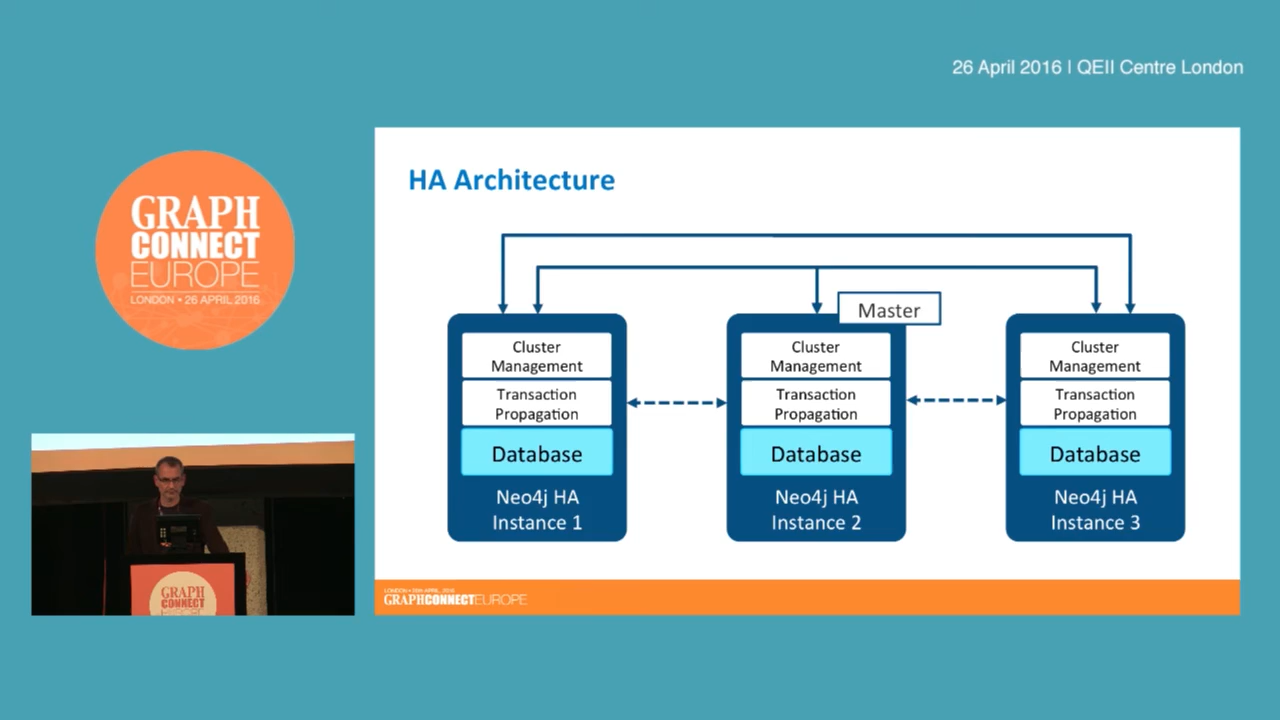 26 April 2016 | QEII Centre London
GRAPH
CONNECT
EUROPE
LONDON • 26 APRIL 2016
HA Architecture
Master
Cluster
Management
Transaction
Propagation
Database
Neo4j HA
Instance 1
Cluster
Management
Transaction
Propagation
Database
Neo4j HA
Instance 2
Cluster
Management
Transaction
Propagation
Database
Neo4j HA
Instance 3
GRAPHCONNECTEUROPE
GRAPH
CONNECT